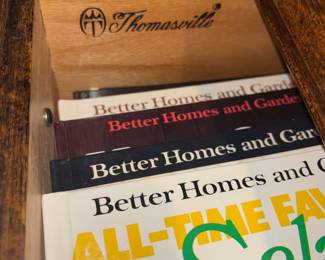 Thomasville
Better Homes and Garde
Better Homes and Garde
Better Homes and Gar
Better Homes and G
ALL-TIME FAV